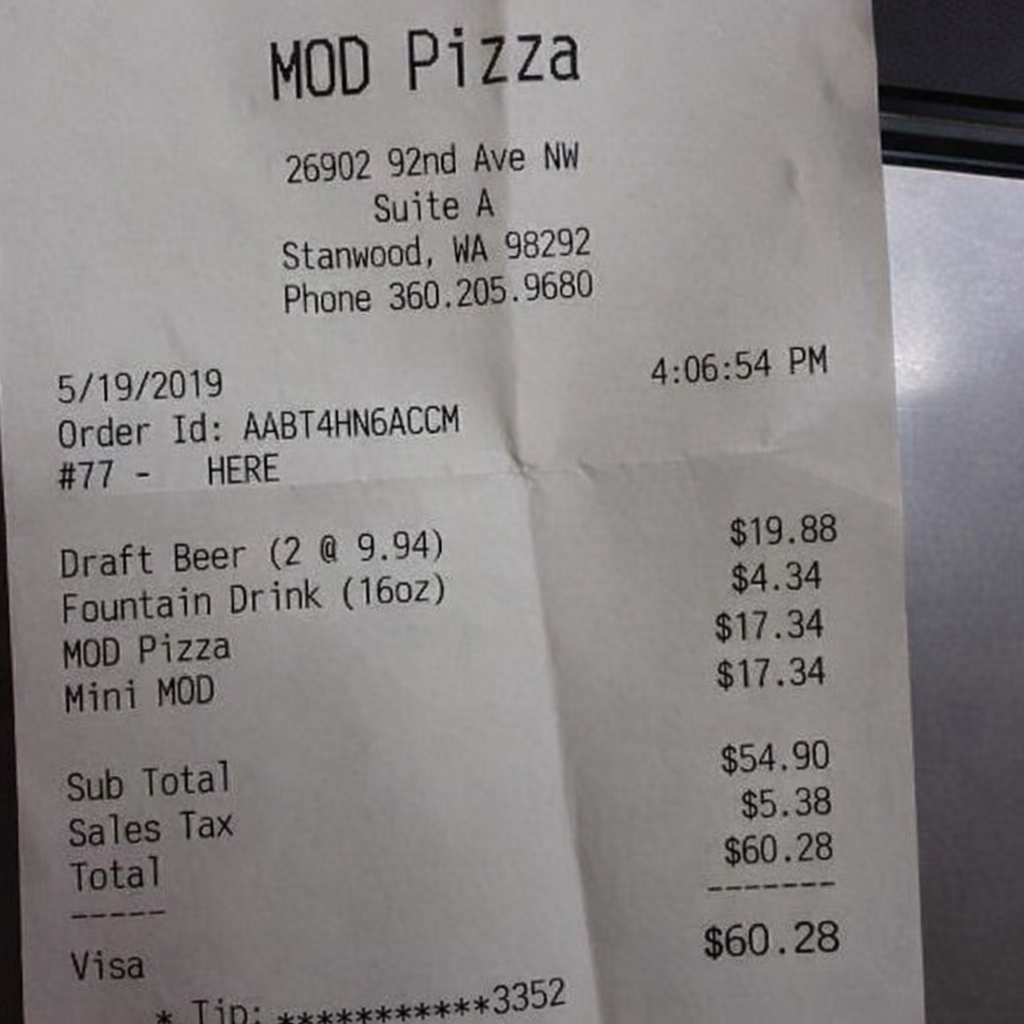 MOD Pizza
26902 92nd Ave NW
Suite A
Stanwood, WA 98292
Phone 360.205.9680
5/19/2019 4:06:54 PM
Order Id: AABT4HN6ACCM
#77 - HERE
Draft Beer (2 @ 9.94) $19.88
Fountain Drink (16oz) $4.34
MOD Pizza $17.34
Mini MOD $17.34
Sub Total $54.90
Sales Tax $5.38
Total $60.28
----- -------
Visa $60.28
* Tip: ***********3352